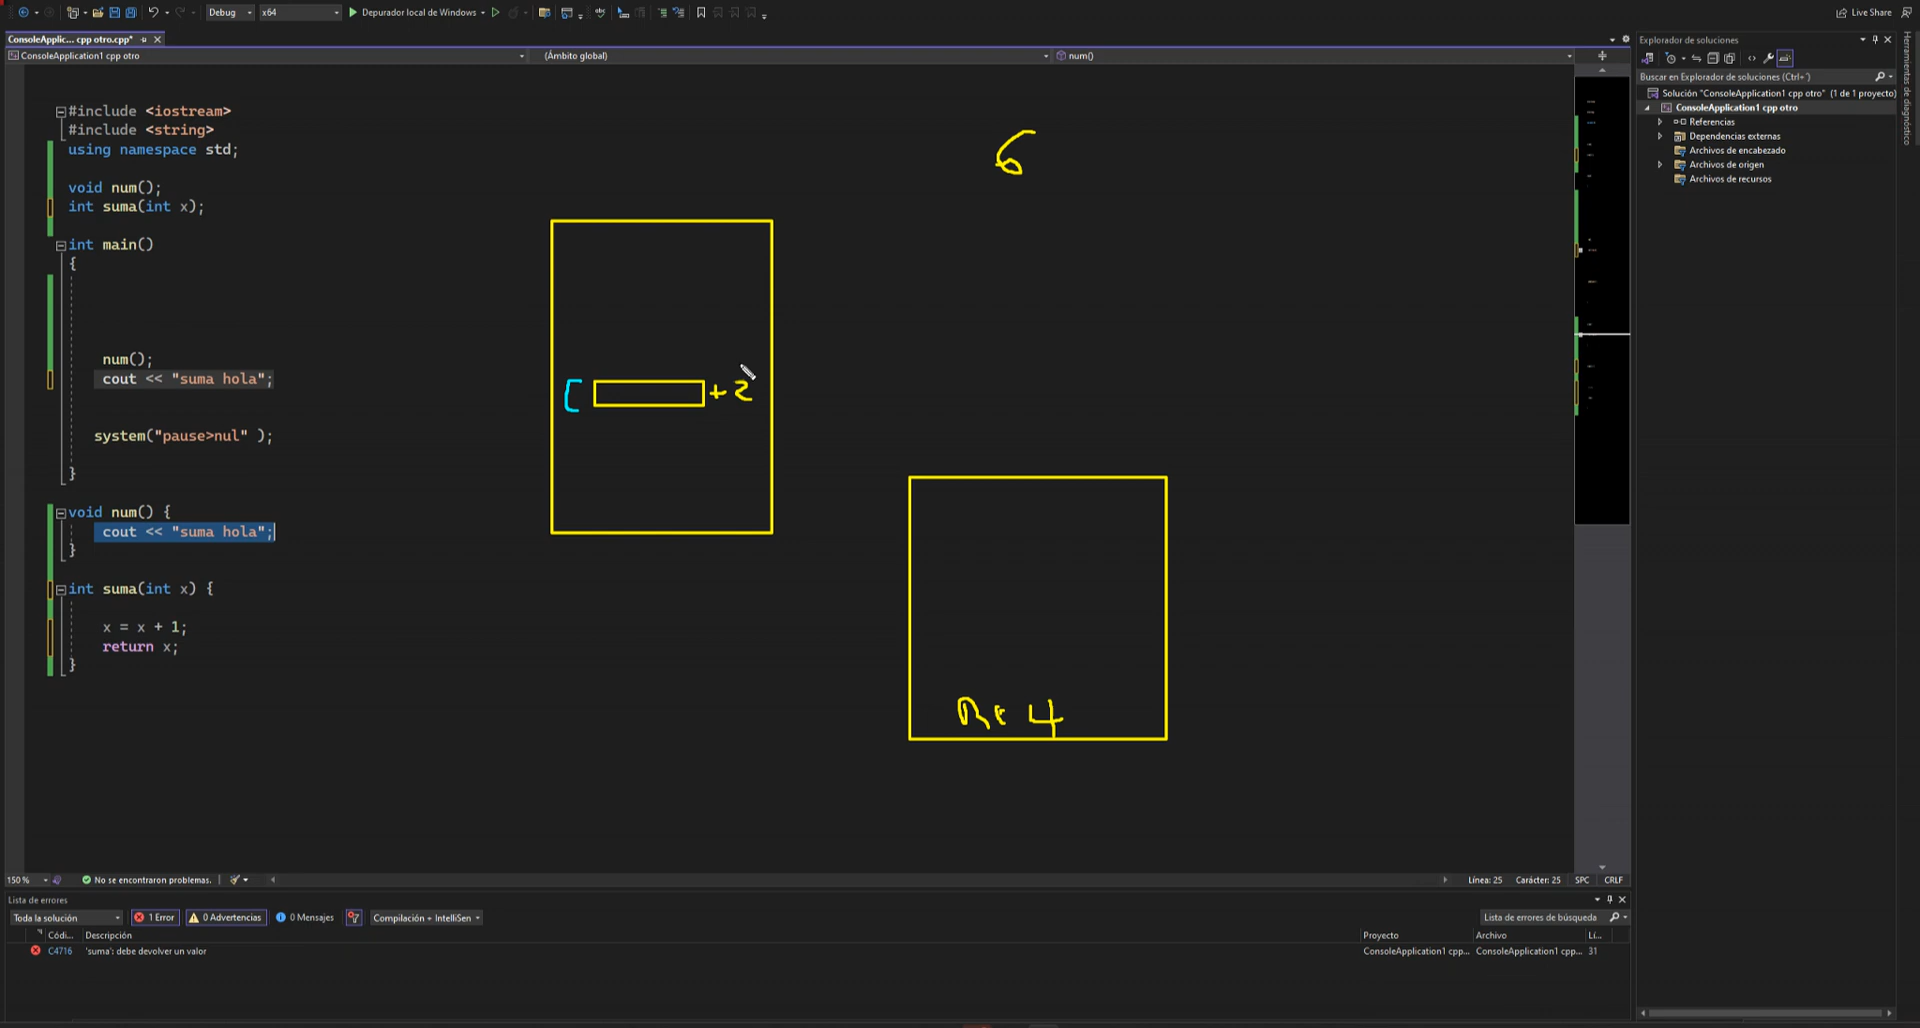 Debug
x64
Depurador local de Windows
Live Share
ConsoleApplic... cpp otro.cpp*
ConsoleApplication1 cpp otro
(Ámbito global)
num()
#include <iostream>
#include <string>
using namespace std;
void num();
int suma(int x);
int main()
{
num();
cout << "suma hola";
system("pause>nul" );
}
void num() {
cout << "suma hola";
}
int suma(int x) {
x = x + 1;
return x;
}
6
+ 2
4
Explorador de soluciones
Buscar en Explorador de soluciones (Ctrl+´)
Solución "ConsoleApplication1 cpp otro" (1 de 1 proyecto)
ConsoleApplication1 cpp otro
Referencias
Dependencias externas
Archivos de encabezado
Archivos de origen
Archivos de recursos
Herramientas de diagnóstico
150 %
No se encontraron problemas.
Línea: 25
Carácter: 25
SPC
CRLF
Lista de errores
Toda la solución
1 Error
0 Advertencias
0 Mensajes
Compilación + IntelliSen
Lista de errores de búsqueda
Códi...
Descripción
Proyecto
Archivo
Lí...
C4716
'suma': debe devolver un valor
ConsoleApplication1 cpp...
ConsoleApplication1 cpp...
31